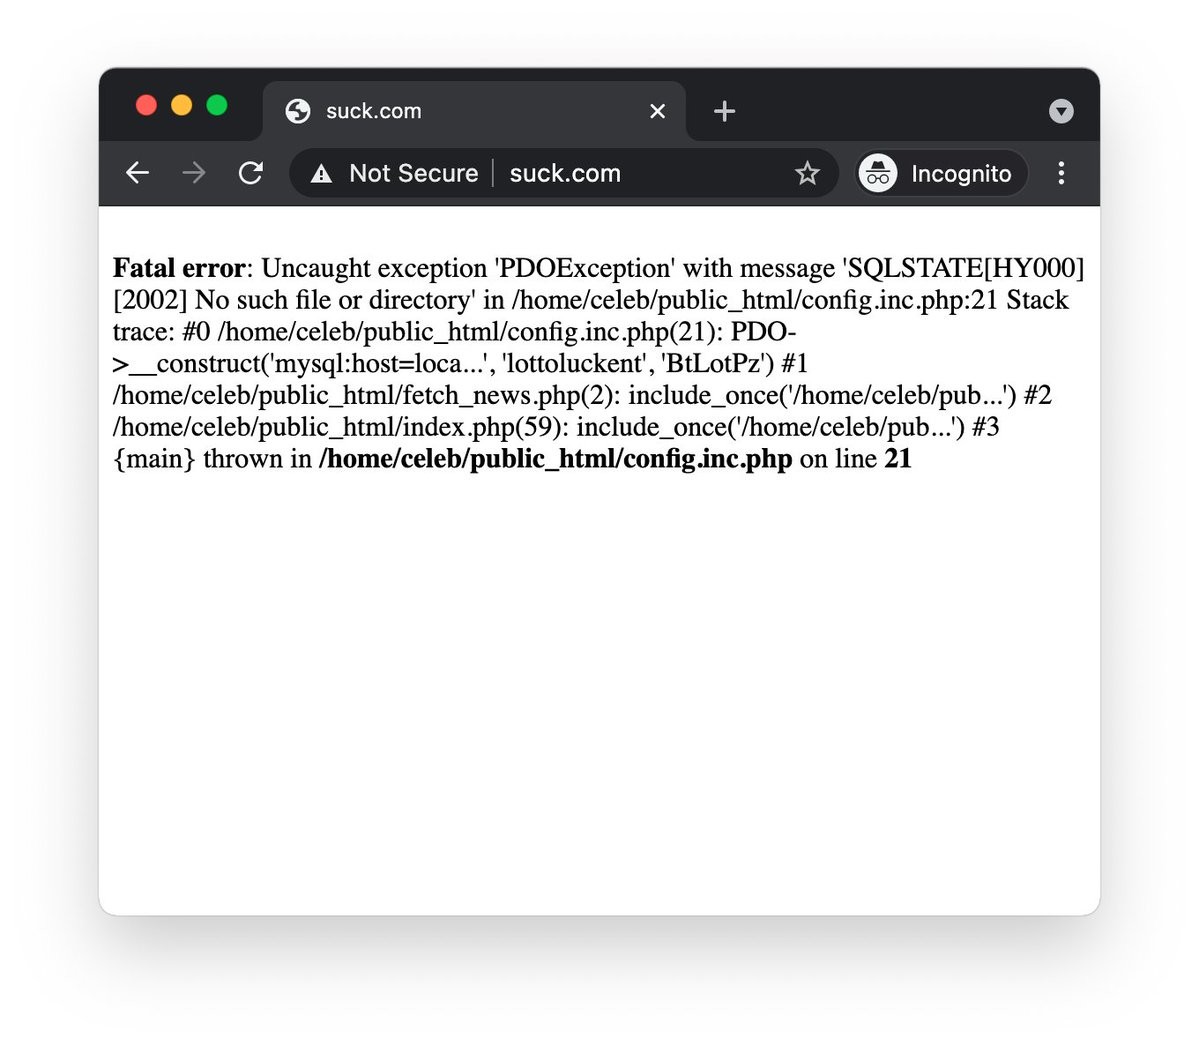 suck.com
Not Secure suck.com Incognito
Fatal error: Uncaught exception 'PDOException' with message 'SQLSTATE[HY000]
[2002] No such file or directory' in /home/celeb/public_html/config.inc.php:21 Stack
trace: #0 /home/celeb/public_html/config.inc.php(21): PDO-
>__construct('mysql:host=loca...', 'lottoluckent', 'BtLotPz') #1
/home/celeb/public_html/fetch_news.php(2): include_once('/home/celeb/pub...') #2
/home/celeb/public_html/index.php(59): include_once('/home/celeb/pub...') #3
{main} thrown in /home/celeb/public_html/config.inc.php on line 21